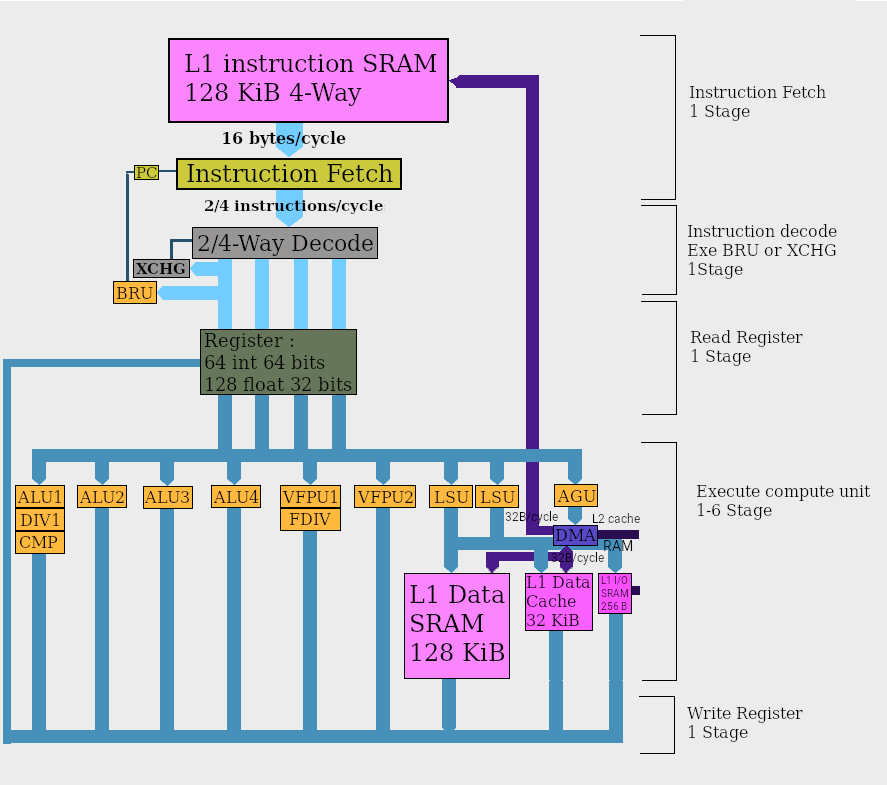 L1 instruction SRAM
128 KiB 4-Way
Instruction Fetch
1 Stage
16 bytes/cycle
PC
Instruction Fetch
2/4 instructions/cycle
Instruction decode
Exe BRU or XCHG
1Stage
2/4-Way Decode
XCHG
BRU
Register :
64 int 64 bits
128 float 32 bits
Read Register
1 Stage
ALU1
DIV1
CMP
ALU2
ALU3
ALU4
VFPU1
FDIV
VFPU2
LSU
LSU
AGU
Execute compute unit
1-6 Stage
32B/cycle
DMA
L2 cache
RAM
32B/cycle
L1 Data
SRAM
128 KiB
L1 Data
Cache
32 KiB
L1 I/O
SRAM
256 B
Write Register
1 Stage